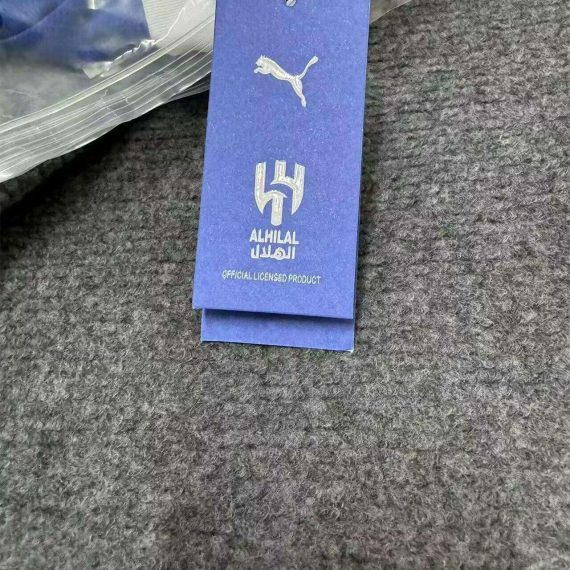 ALHILAL
الهلال
OFFICIAL LICENSED PRODUCT